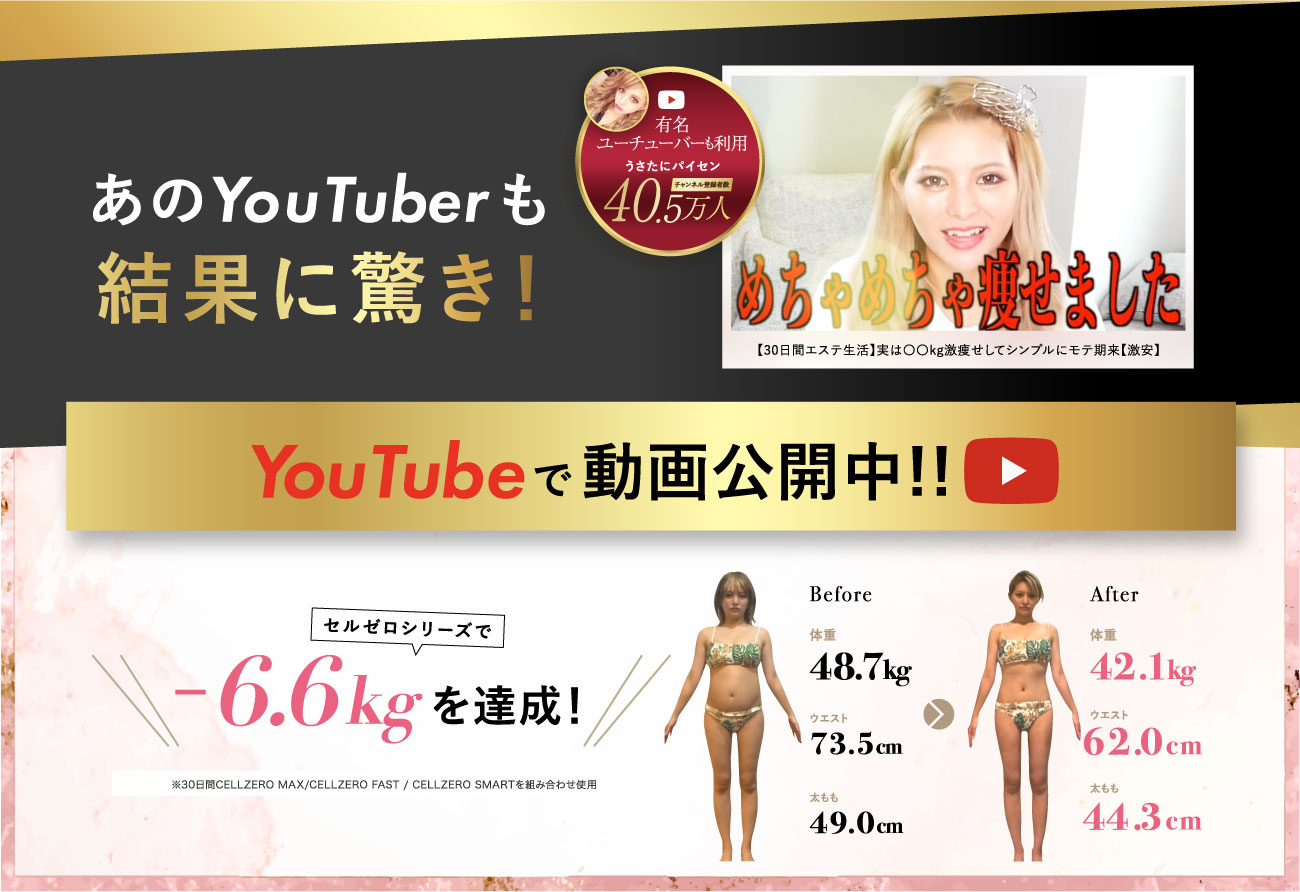 あのYouTuberも
結果に驚き!
有名
ユーチューバーも利用
うさたにパイセン
チャンネル登録者数
40.5万人
めちゃめちゃ痩せました
【30日間エステ生活】実は〇〇kg激痩せしてシンプルにモテ期来【激安】
YouTubeで動画公開中!!
セルゼロシリーズで
-6.6kgを達成!
※30日間CELLZERO MAX/CELLZERO FAST / CELLZERO SMARTを組み合わせ使用
Before
体重
48.7kg
ウエスト
73.5cm
太もも
49.0cm
After
体重
42.1kg
ウエスト
62.0cm
太もも
44.3cm